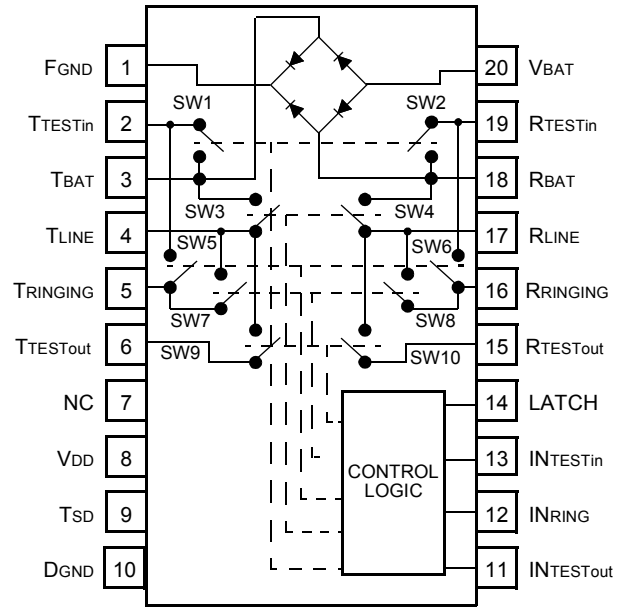 FGND 1
20 VBAT
SW1
SW2
TTESTin 2
19 RTESTin
TBAT 3
18 RBAT
SW3
SW4
TLINE 4
17 RLINE
SW5
SW6
TRINGING 5
16 RRINGING
SW7
SW8
TTESTout 6
15 RTESTout
SW9
SW10
NC 7
14 LATCH
VDD 8
13 INTESTin
CONTROL
LOGIC
TSD 9
12 INRING
DGND 10
11 INTESTout